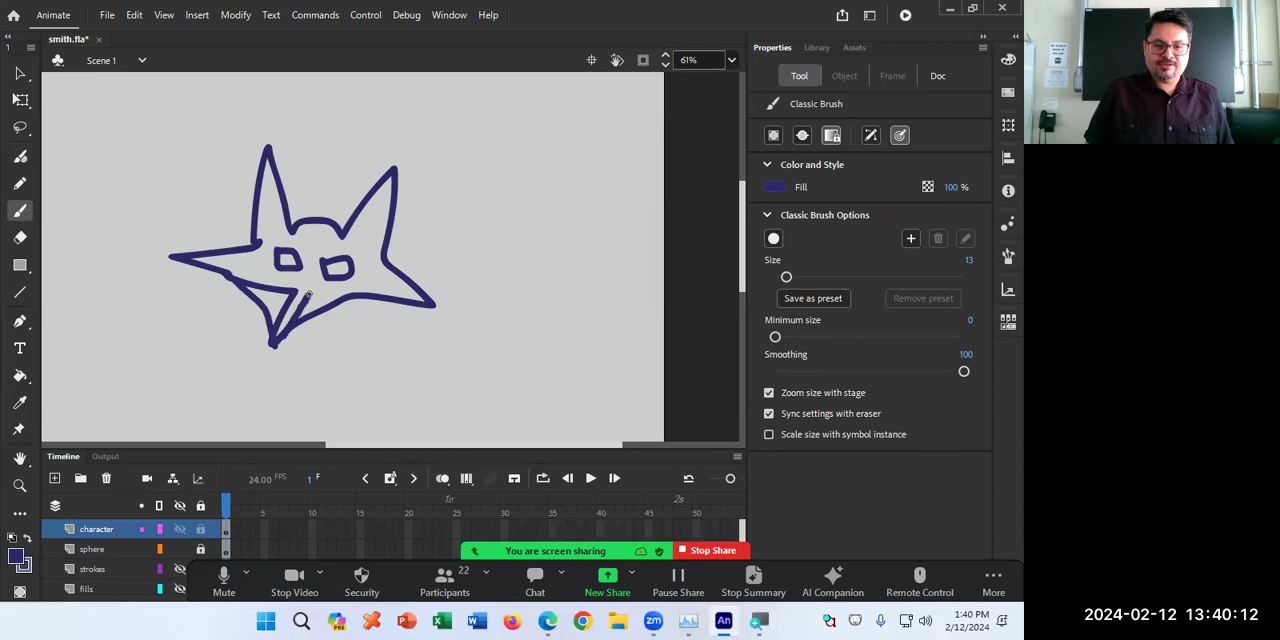 Animate File Edit View Insert Modify Text Commands Control Debug Window Help
smith.fla*
Scene 1 61%
Properties Library Assets
Tool Object Frame Doc
Classic Brush
Color and Style
Fill 100 %
Classic Brush Options
Size 13
Save as preset Remove preset
Minimum size 0
Smoothing 100
Zoom size with stage
Sync settings with eraser
Scale size with symbol instance
Timeline Output
24.00 FPS 1 F
1s 2s
5 10 15 20 25 30 35 40 45 50
character
sphere
strokes
fills
You are screen sharing Stop Share
22
Mute Stop Video Security Participants Chat New Share Pause Share Stop Summary AI Companion Remote Control More
1:40 PM
2/12/2024
2024-02-12 13:40:12